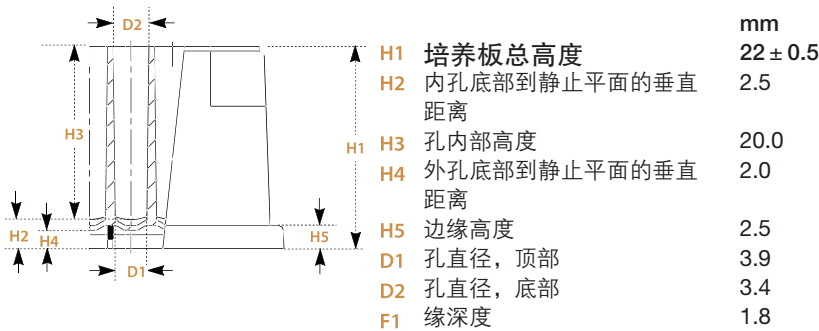 D2
H3
H1
H2
H4
H5
D1
mm
H1 培养板总高度 22 ± 0.5
H2 内孔底部到静止平面的垂直 2.5
距离
H3 孔内部高度 20.0
H4 外孔底部到静止平面的垂直 2.0
距离
H5 边缘高度 2.5
D1 孔直径，顶部 3.9
D2 孔直径，底部 3.4
F1 缘深度 1.8